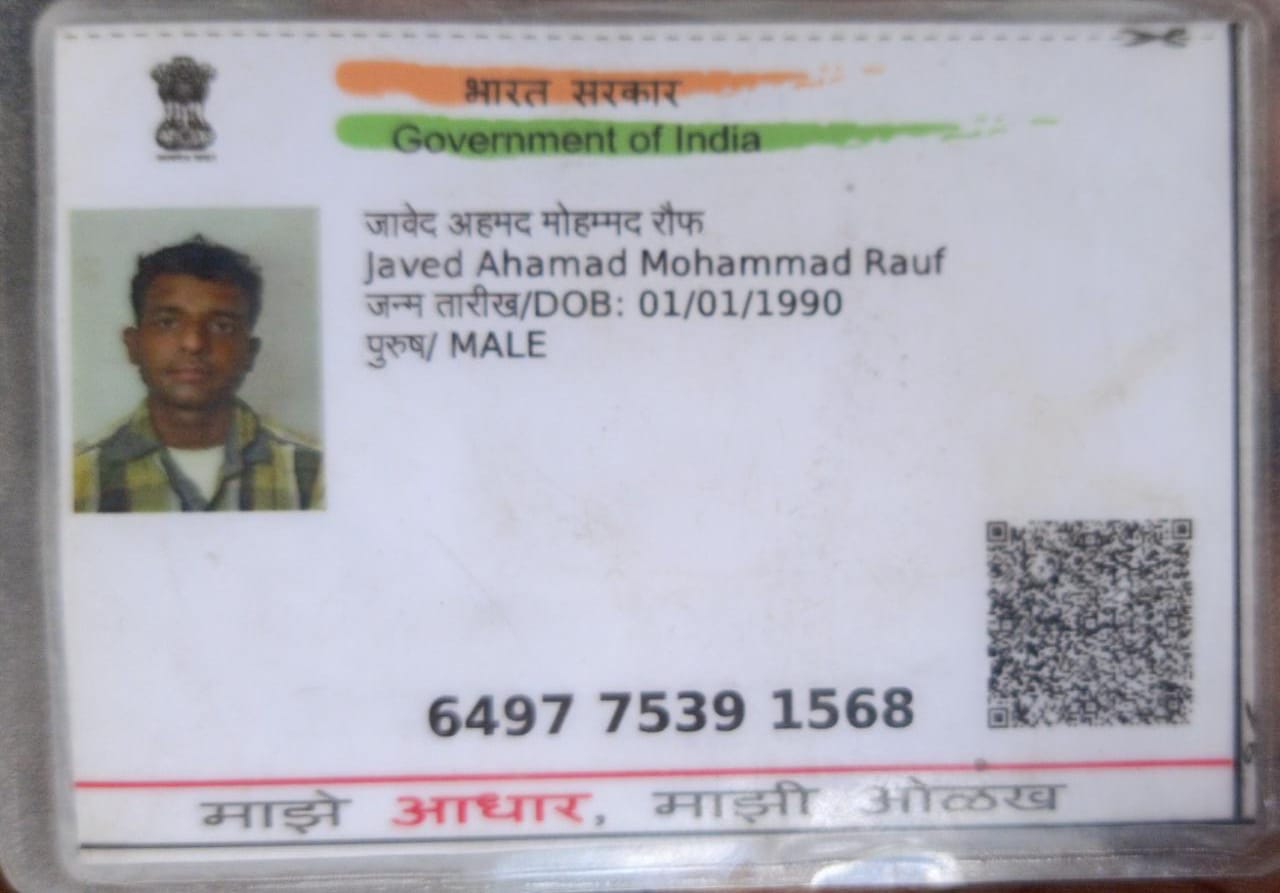 भारत सरकार
Government of India
जावेद अहमद मोहम्मद रौफ
Javed Ahamad Mohammad Rauf
जन्म तारीख/DOB: 01/01/1990
पुरुष/ MALE
6497 7539 1568
माझे आधार, माझी ओळख